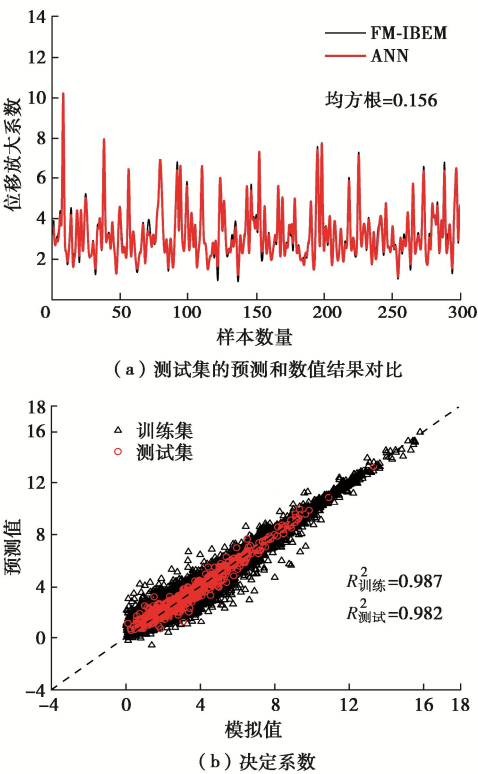 14
12
10
8
6
4
2
位移放大系数
FM-IBEM
ANN
均方根=0.156
0 50 100 150 200 250 300
样本数量
(a)测试集的预测和数值结果对比
18
16
12
8
4
0
-4
预测值
训练集
测试集
R²训练=0.987
R²测试=0.982
-4 0 4 8 12 16 18
模拟值
(b)决定系数